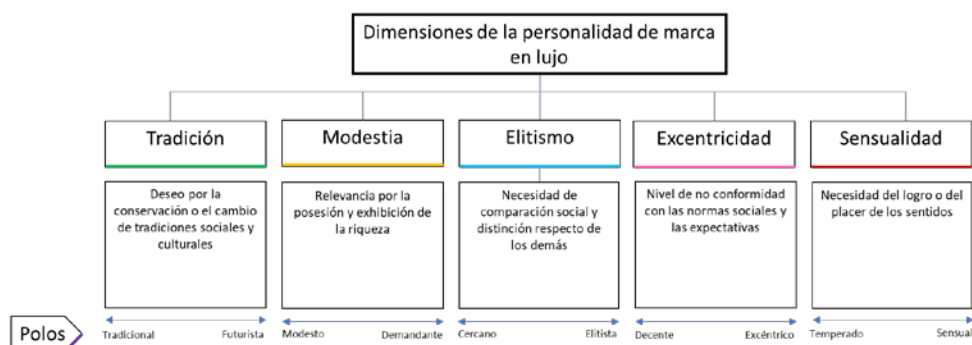 Dimensiones de la personalidad de marca
en lujo
Tradición
Modestia
Elitismo
Excentricidad
Sensualidad
Deseo por la
conservación o el cambio
de tradiciones sociales y
culturales
Relevancia por la
posesión y exhibición de
la riqueza
Necesidad de
comparación social y
distinción respecto de
los demás
Nivel de no conformidad
con las normas sociales y
las expectativas
Necesidad del logro o del
placer de los sentidos
Polos
Tradicional
Futurista
Modesto
Demandante
Cercano
Elitista
Decente
Excéntrico
Temperado
Sensual